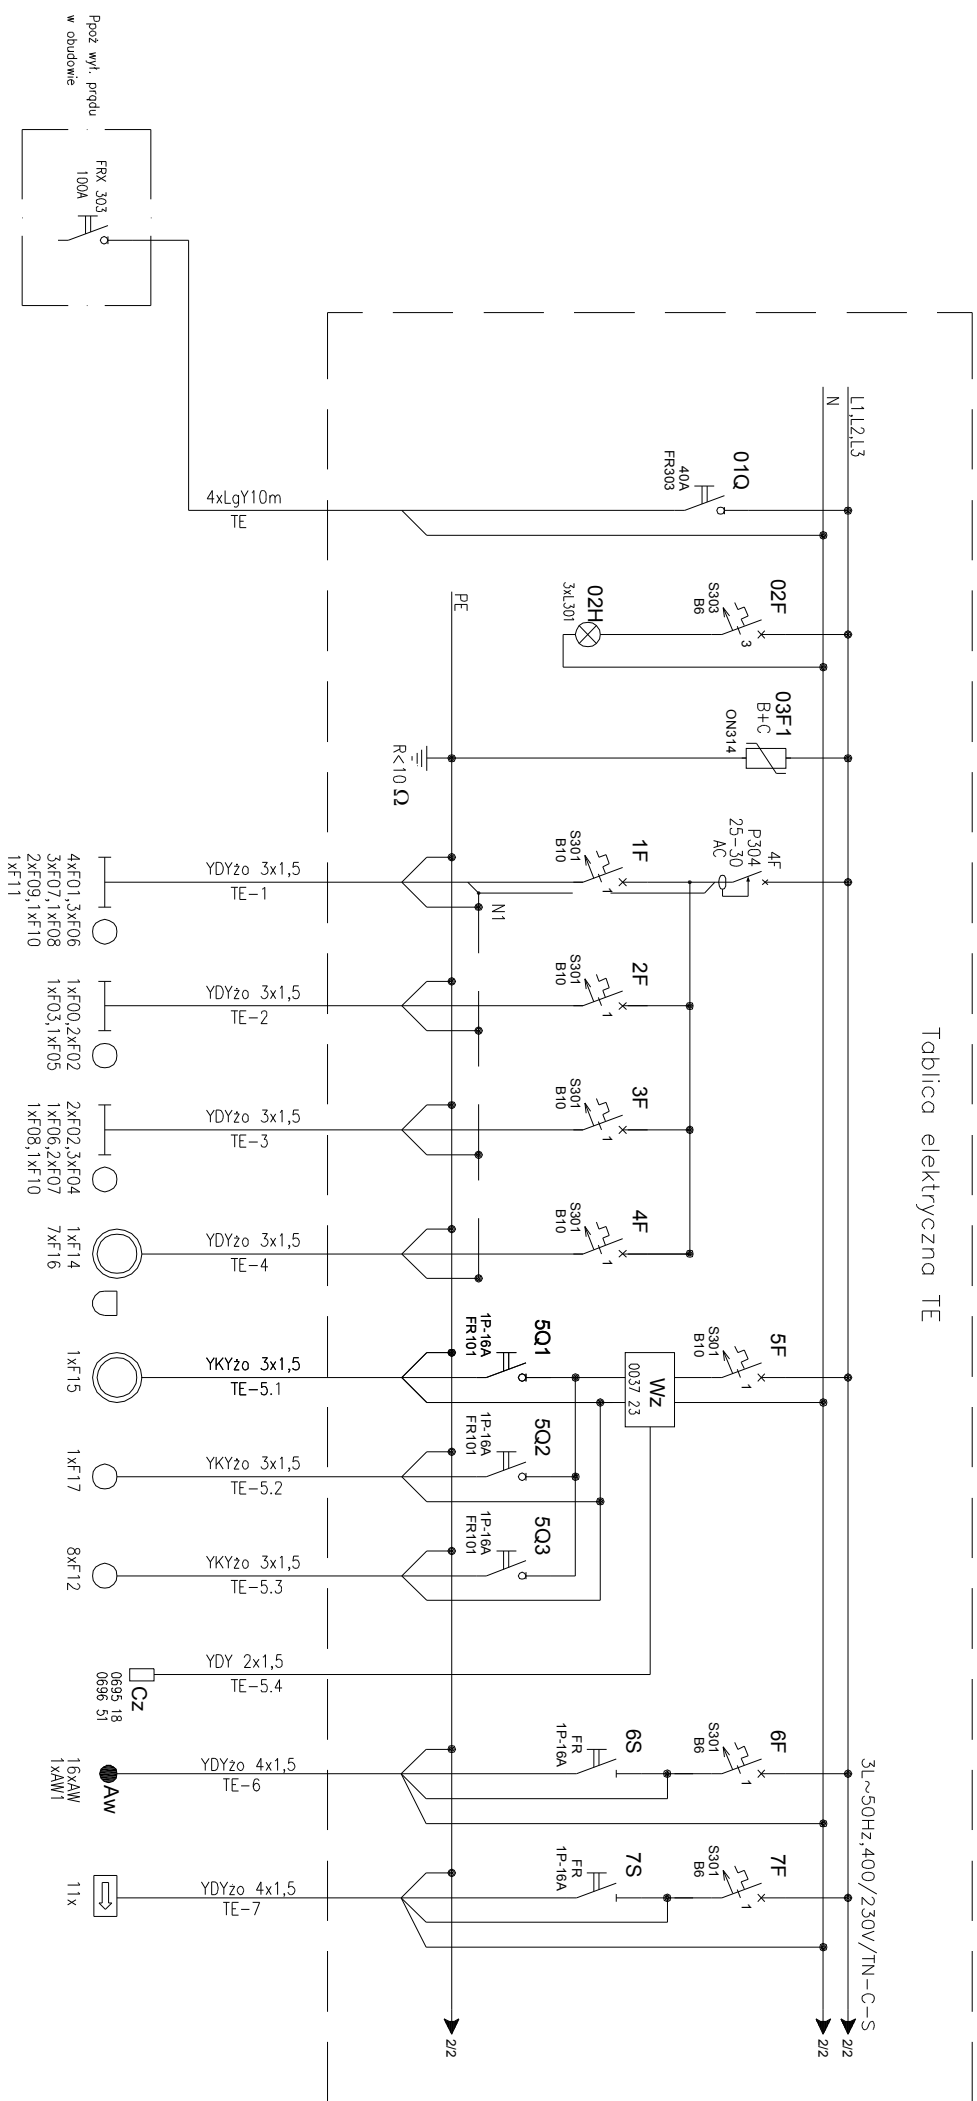 Tablica elektryczna TE
3L~50Hz,400/230V/TN-C-S
L1,L2,L3
N
2/2
2/2
Ppoż wył. prądu
w obudowie
FRX 303
100A
4xLgY10m
TE
01Q
40A
FR303
02F
S303
B6
3
02H
3xL301
03F1
B+C
ON314
PE
2/2
R<10 Ω
4F
P304
25-30
AC
N1
1F
S301
B10
1
YDYżo 3x1,5
TE-1
4xF01,3xF06
3xF07,1xF08
2xF09,1xF10
1xF11
2F
S301
B10
1
YDYżo 3x1,5
TE-2
1xF00,2xF02
1xF03,1xF05
3F
S301
B10
1
YDYżo 3x1,5
TE-3
2xF02,3xF04
1xF06,2xF07
1xF08,1xF10
4F
S301
B10
1
YDYżo 3x1,5
TE-4
1xF14
7xF16
5F
S301
B10
1
Wz
0037 23
5Q1
1P-16A
FR101
YKYżo 3x1,5
TE-5.1
1xF15
5Q2
1P-16A
FR101
YKYżo 3x1,5
TE-5.2
1xF17
5Q3
1P-16A
FR101
YKYżo 3x1,5
TE-5.3
8xF12
YDY 2x1,5
TE-5.4
Cz
0695 18
0696 51
6F
S301
B6
1
6S
FR
1P-16A
YDYżo 4x1,5
TE-6
Aw
16xAW
1xAW1
7F
S301
B6
1
7S
FR
1P-16A
YDYżo 4x1,5
TE-7
11x